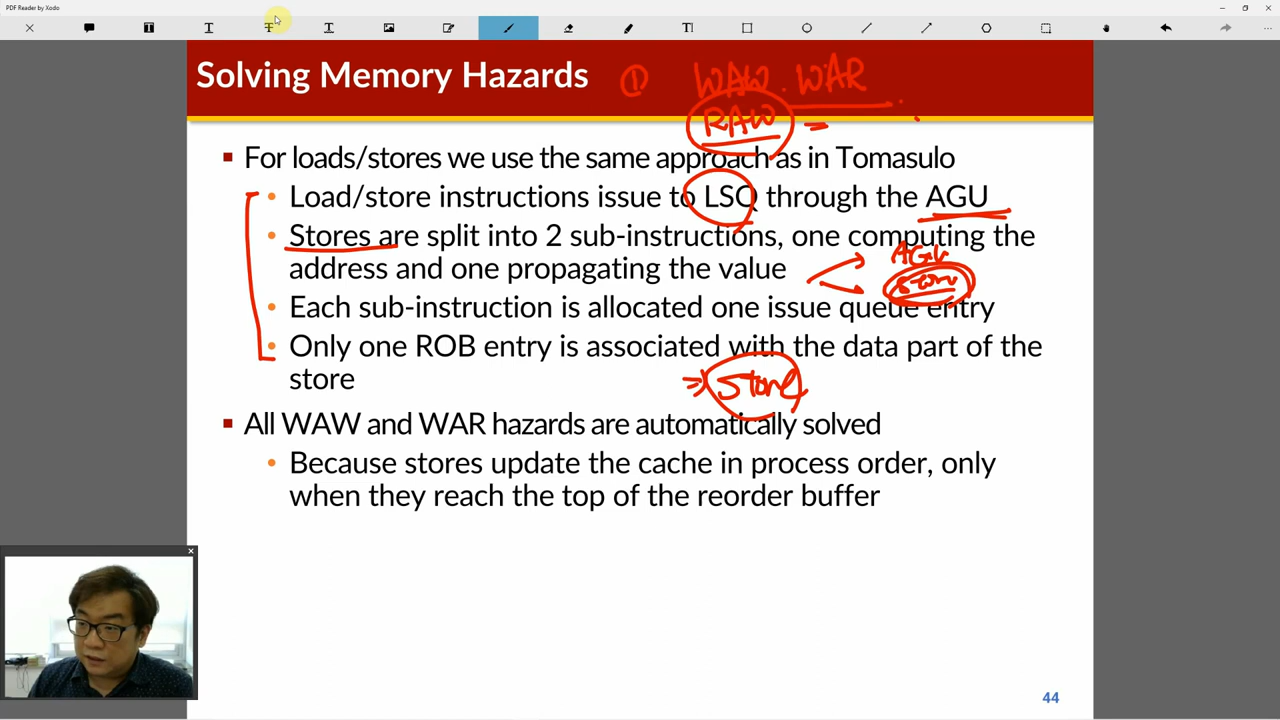 PDF Reader by Xodo
Solving Memory Hazards ① WAW. WAR
RAW
▪ For loads/stores we use the same approach as in Tomasulo
• Load/store instructions issue to LSQ through the AGU
• Stores are split into 2 sub-instructions, one computing the
AGU
address and one propagating the value
store
• Each sub-instruction is allocated one issue queue entry
• Only one ROB entry is associated with the data part of the
store
⇒ store
▪ All WAW and WAR hazards are automatically solved
• Because stores update the cache in process order, only
when they reach the top of the reorder buffer
44